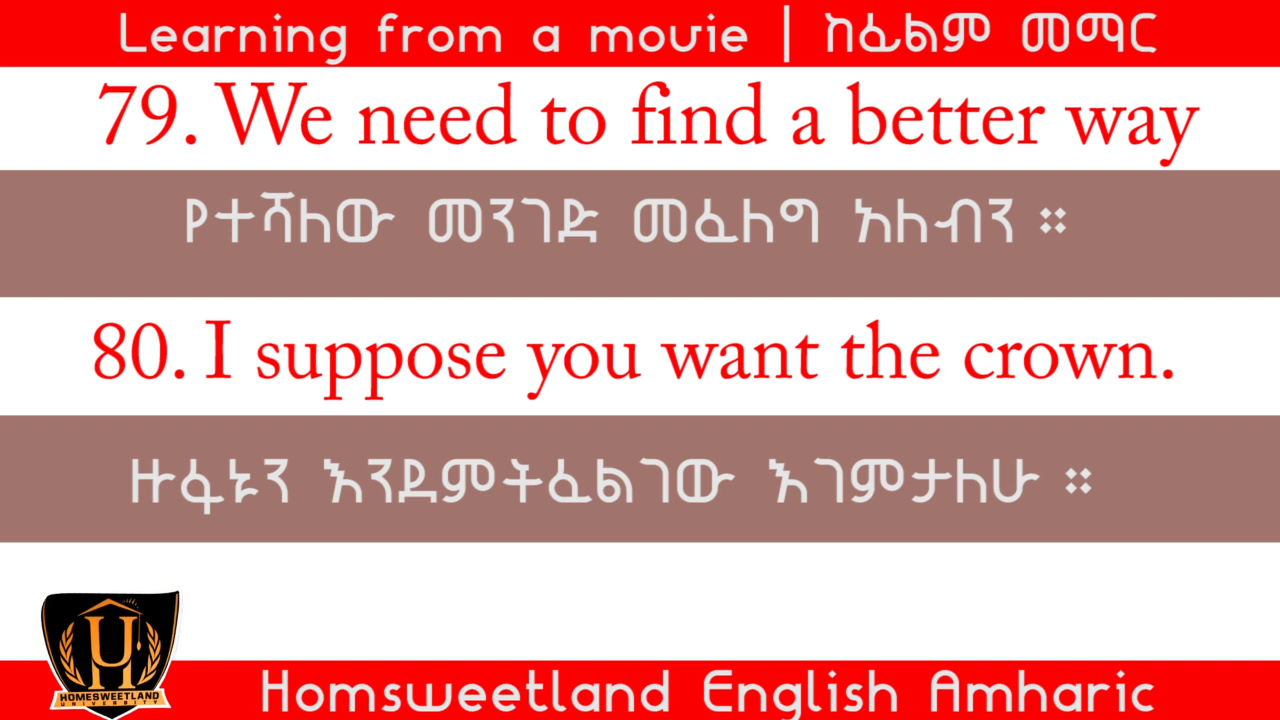 Learning from a movie | ከፊልም መማር
79. We need to find a better way
የተሻለው መንገድ መፈለግ አለብን ።
80. I suppose you want the crown.
ዙፋኑን እንደምትፈልገው እገምታለሁ ።
HOMESWEETLAND
UNIVERSITY
Homsweetland English Amharic